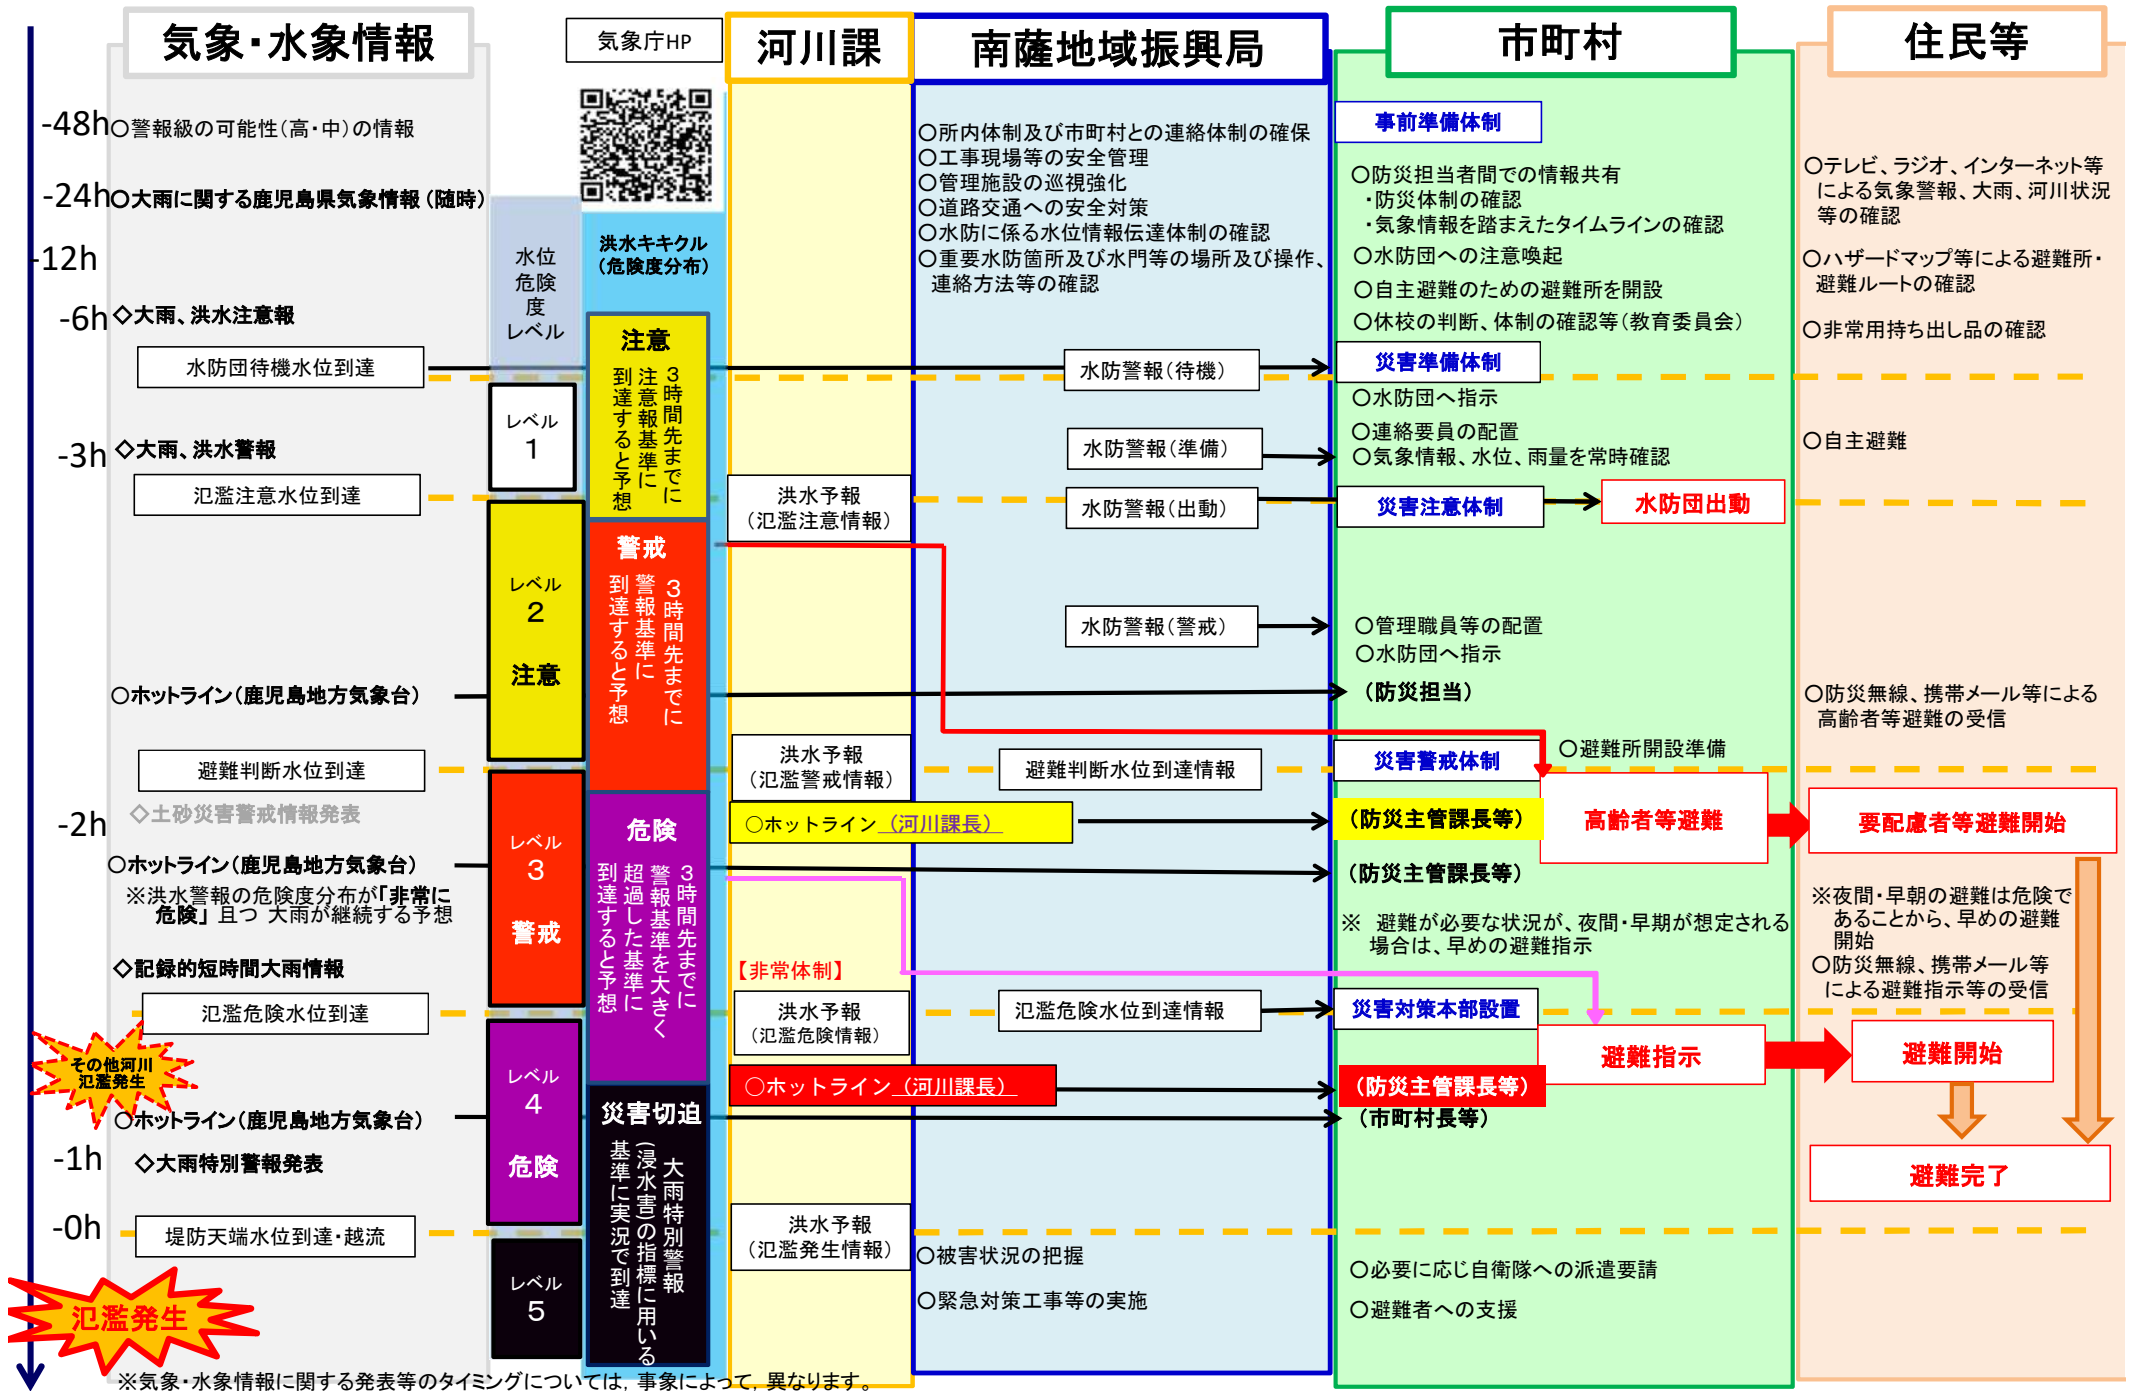 気象・水象情報
気象庁HP
河川課
南薩地域振興局
市町村
住民等
-48h
-24h
-12h
-6h
-3h
-2h
-1h
-0h
○警報級の可能性（高・中）の情報
○大雨に関する鹿児島県気象情報（随時）
◇大雨、洪水注意報
水防団待機水位到達
◇大雨、洪水警報
氾濫注意水位到達
○ホットライン（鹿児島地方気象台）
避難判断水位到達
◇土砂災害警戒情報発表
○ホットライン（鹿児島地方気象台）
※洪水警報の危険度分布が「非常に
危険」 且つ 大雨が継続する予想
◇記録的短時間大雨情報
氾濫危険水位到達
その他河川
氾濫発生
○ホットライン（鹿児島地方気象台）
◇大雨特別警報発表
堤防天端水位到達・越流
氾濫発生
水位
危険
度
レベル
レベル
1
レベル
2
注意
レベル
3
警戒
レベル
4
危険
レベル
5
洪水キキクル
（危険度分布）
注意
３時間先までに
注意報基準に
到達すると予想
警戒
３時間先までに
警報基準に
到達すると予想
危険
３時間先までに
警報基準を大きく
超過した基準に
到達すると予想
災害切迫
大雨特別警報
（浸水害）の指標に用いる
基準に実況で到達
洪水予報
（氾濫注意情報）
洪水予報
（氾濫警戒情報）
○ホットライン（河川課長）
【非常体制】
洪水予報
（氾濫危険情報）
○ホットライン（河川課長）
洪水予報
（氾濫発生情報）
○所内体制及び市町村との連絡体制の確保
○工事現場等の安全管理
○管理施設の巡視強化
○道路交通への安全対策
○水防に係る水位情報伝達体制の確認
○重要水防箇所及び水門等の場所及び操作、
連絡方法等の確認
水防警報（待機）
水防警報（準備）
水防警報（出動）
水防警報（警戒）
避難判断水位到達情報
氾濫危険水位到達情報
○被害状況の把握
○緊急対策工事等の実施
事前準備体制
○防災担当者間での情報共有
・防災体制の確認
・気象情報を踏まえたタイムラインの確認
○水防団への注意喚起
○自主避難のための避難所を開設
○休校の判断、体制の確認等（教育委員会）
災害準備体制
○水防団へ指示
○連絡要員の配置
○気象情報、水位、雨量を常時確認
災害注意体制
水防団出動
○管理職員等の配置
○水防団へ指示
（防災担当）
災害警戒体制
○避難所開設準備
（防災主管課長等）
高齢者等避難
（防災主管課長等）
※ 避難が必要な状況が、夜間・早期が想定される
場合は、早めの避難指示
災害対策本部設置
避難指示
（防災主管課長等）
（市町村長等）
○必要に応じ自衛隊への派遣要請
○避難者への支援
○テレビ、ラジオ、インターネット等
による気象警報、大雨、河川状況
等の確認
○ハザードマップ等による避難所・
避難ルートの確認
○非常用持ち出し品の確認
○自主避難
○防災無線、携帯メール等による
高齢者等避難の受信
要配慮者等避難開始
※夜間・早朝の避難は危険で
あることから、早めの避難
開始
○防災無線、携帯メール等
による避難指示等の受信
避難開始
避難完了
※気象・水象情報に関する発表等のタイミングについては, 事象によって, 異なります。